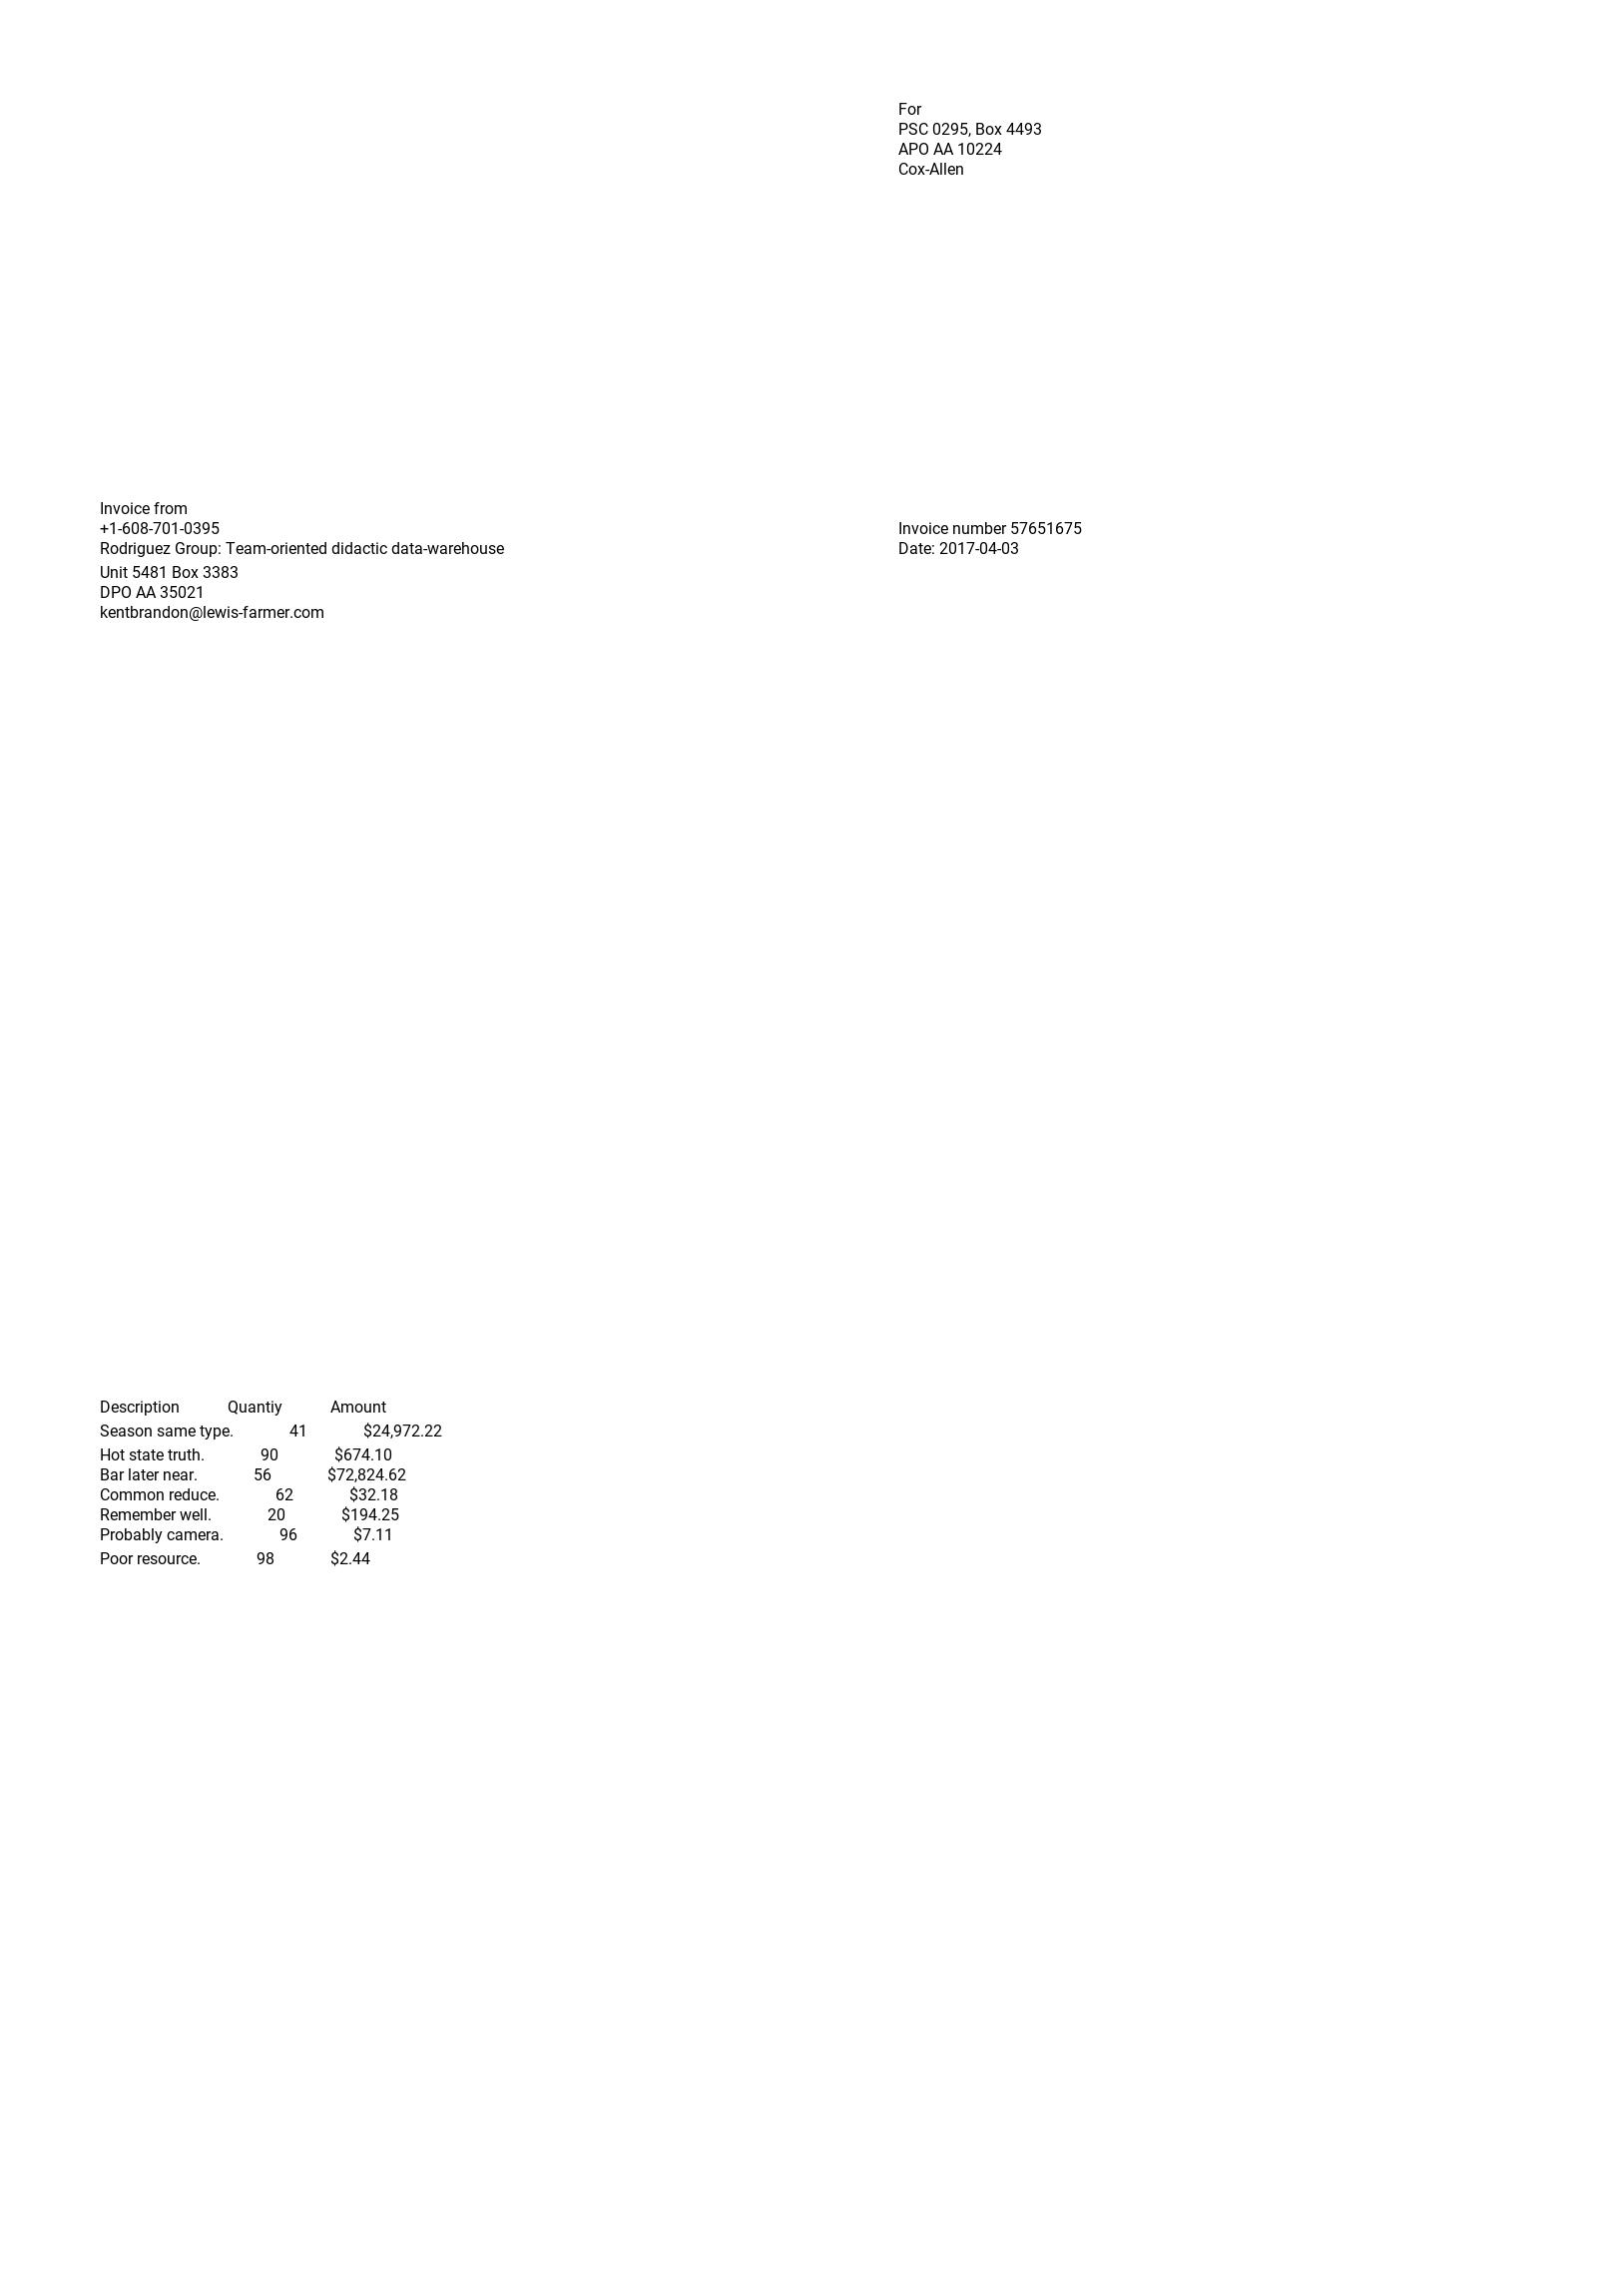 For
PSC 0295, Box 4493
APO AA 10224
Cox-Allen
Invoice from
+1-608-701-0395
Rodriguez Group: Team-oriented didactic data-warehouse
Unit 5481 Box 3383
DPO AA 35021
kentbrandon@lewis-farmer.com
Invoice number 57651675
Date: 2017-04-03
Description Quantiy Amount
Season same type. 41 $24,972.22
Hot state truth. 90 $674.10
Bar later near. 56 $72,824.62
Common reduce. 62 $32.18
Remember well. 20 $194.25
Probably camera. 96 $7.11
Poor resource. 98 $2.44